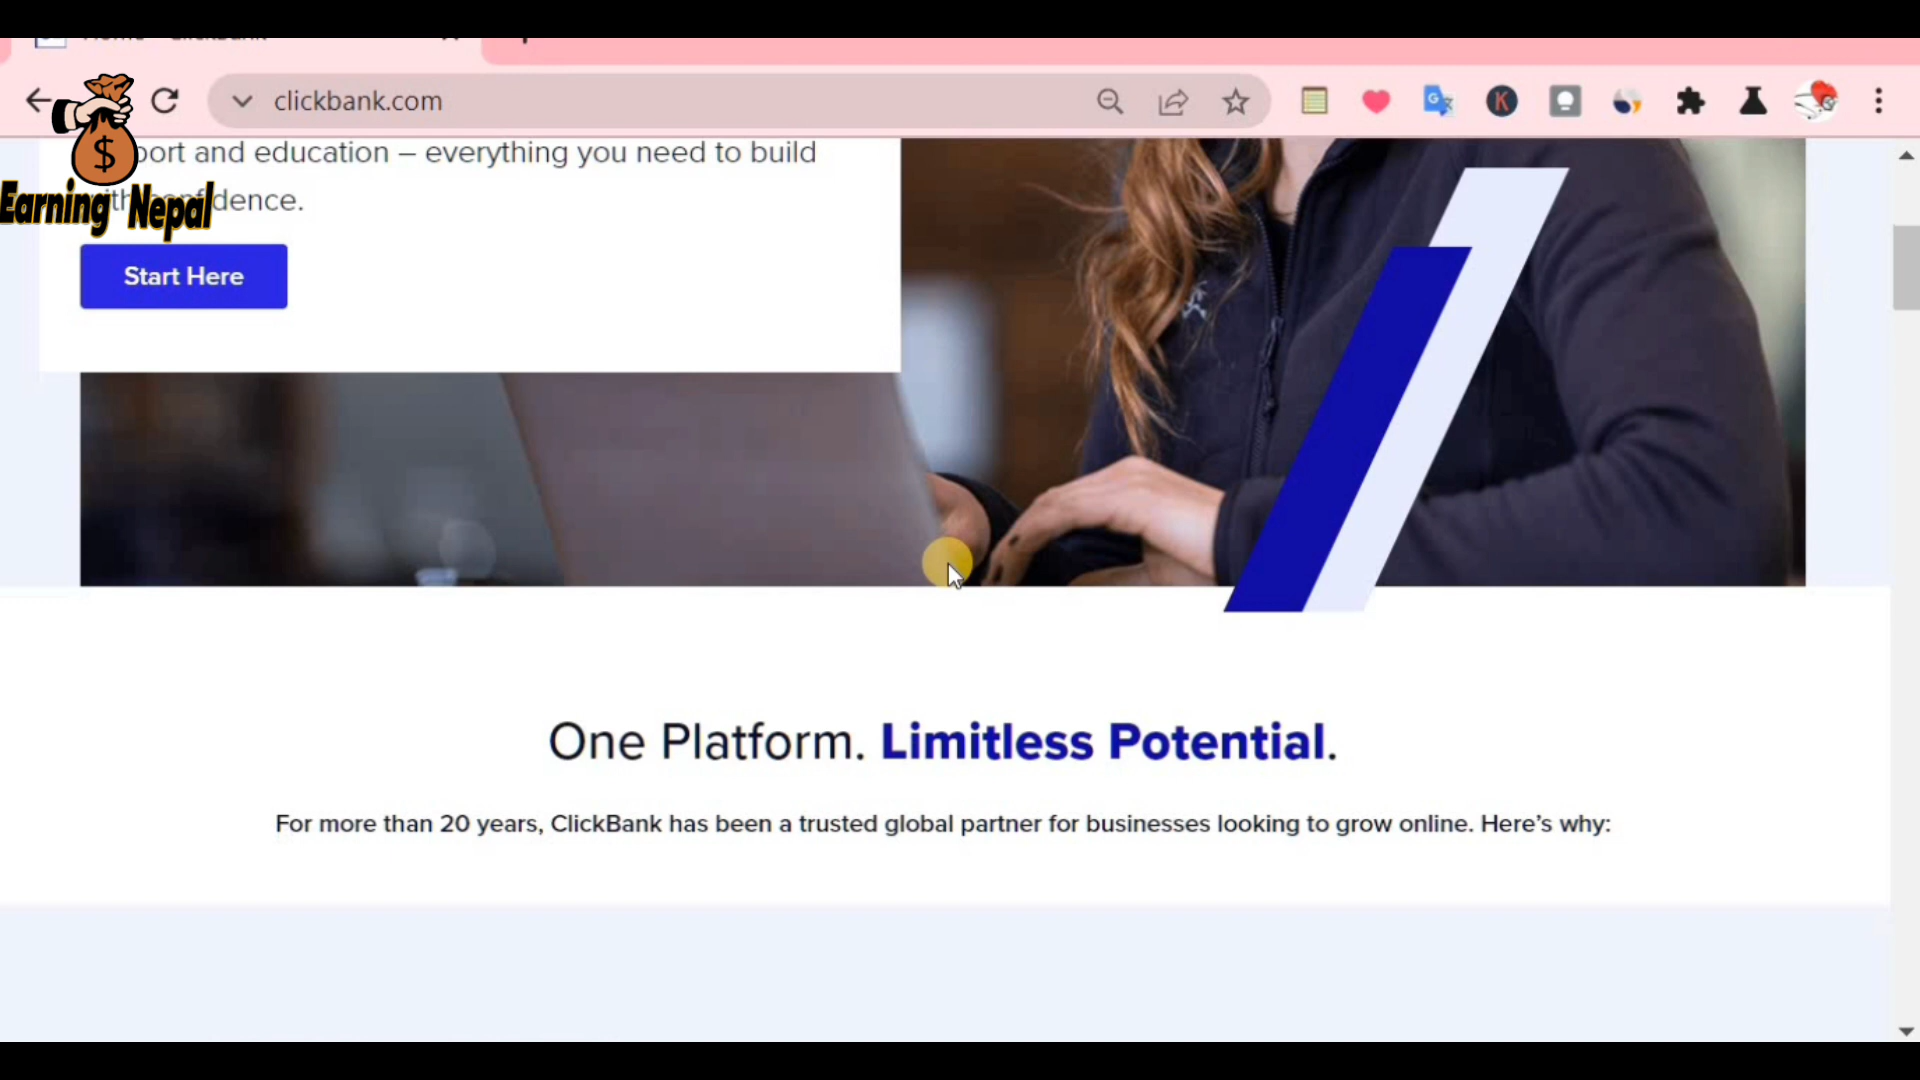 clickbank.com
port and education – everything you need to build
dence.
Earning Nepal
$
Start Here
One Platform. Limitless Potential.
For more than 20 years, ClickBank has been a trusted global partner for businesses looking to grow online. Here's why: